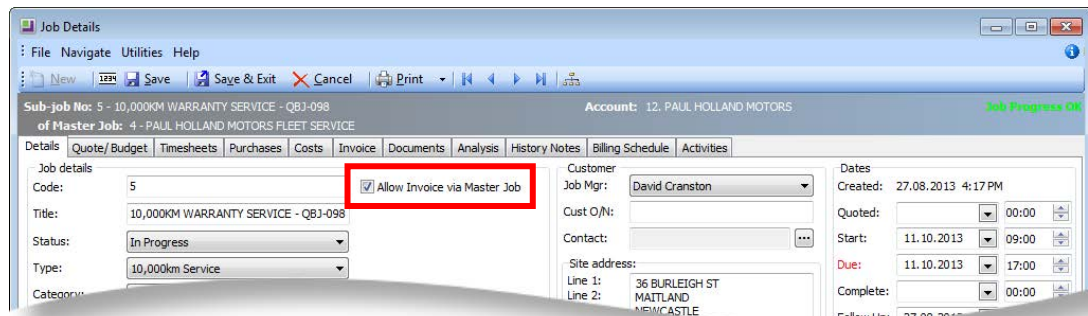 Job Details
File Navigate Utilities Help
New 1234 Save Save & Exit Cancel Print
Sub-job No: 5 - 10,000KM WARRANTY SERVICE - QBJ-098 Account: 12. PAUL HOLLAND MOTORS Job Progress OK
of Master Job: 4 - PAUL HOLLAND MOTORS FLEET SERVICE
Details Quote/Budget Timesheets Purchases Costs Invoice Documents Analysis History Notes Billing Schedule Activities
Job details Customer Dates
Code: 5 Allow Invoice via Master Job Job Mgr: David Cranston Created: 27.08.2013 4:17 PM
Title: 10,000KM WARRANTY SERVICE - QBJ-098 Cust O/N: Quoted: 00:00
Status: In Progress Contact: ... Start: 11.10.2013 09:00
Type: 10,000km Service Site address: Due: 11.10.2013 17:00
Category: Line 1: 36 BURLEIGH ST Complete: 00:00
Line 2: MAITLAND
NEWCASTLE